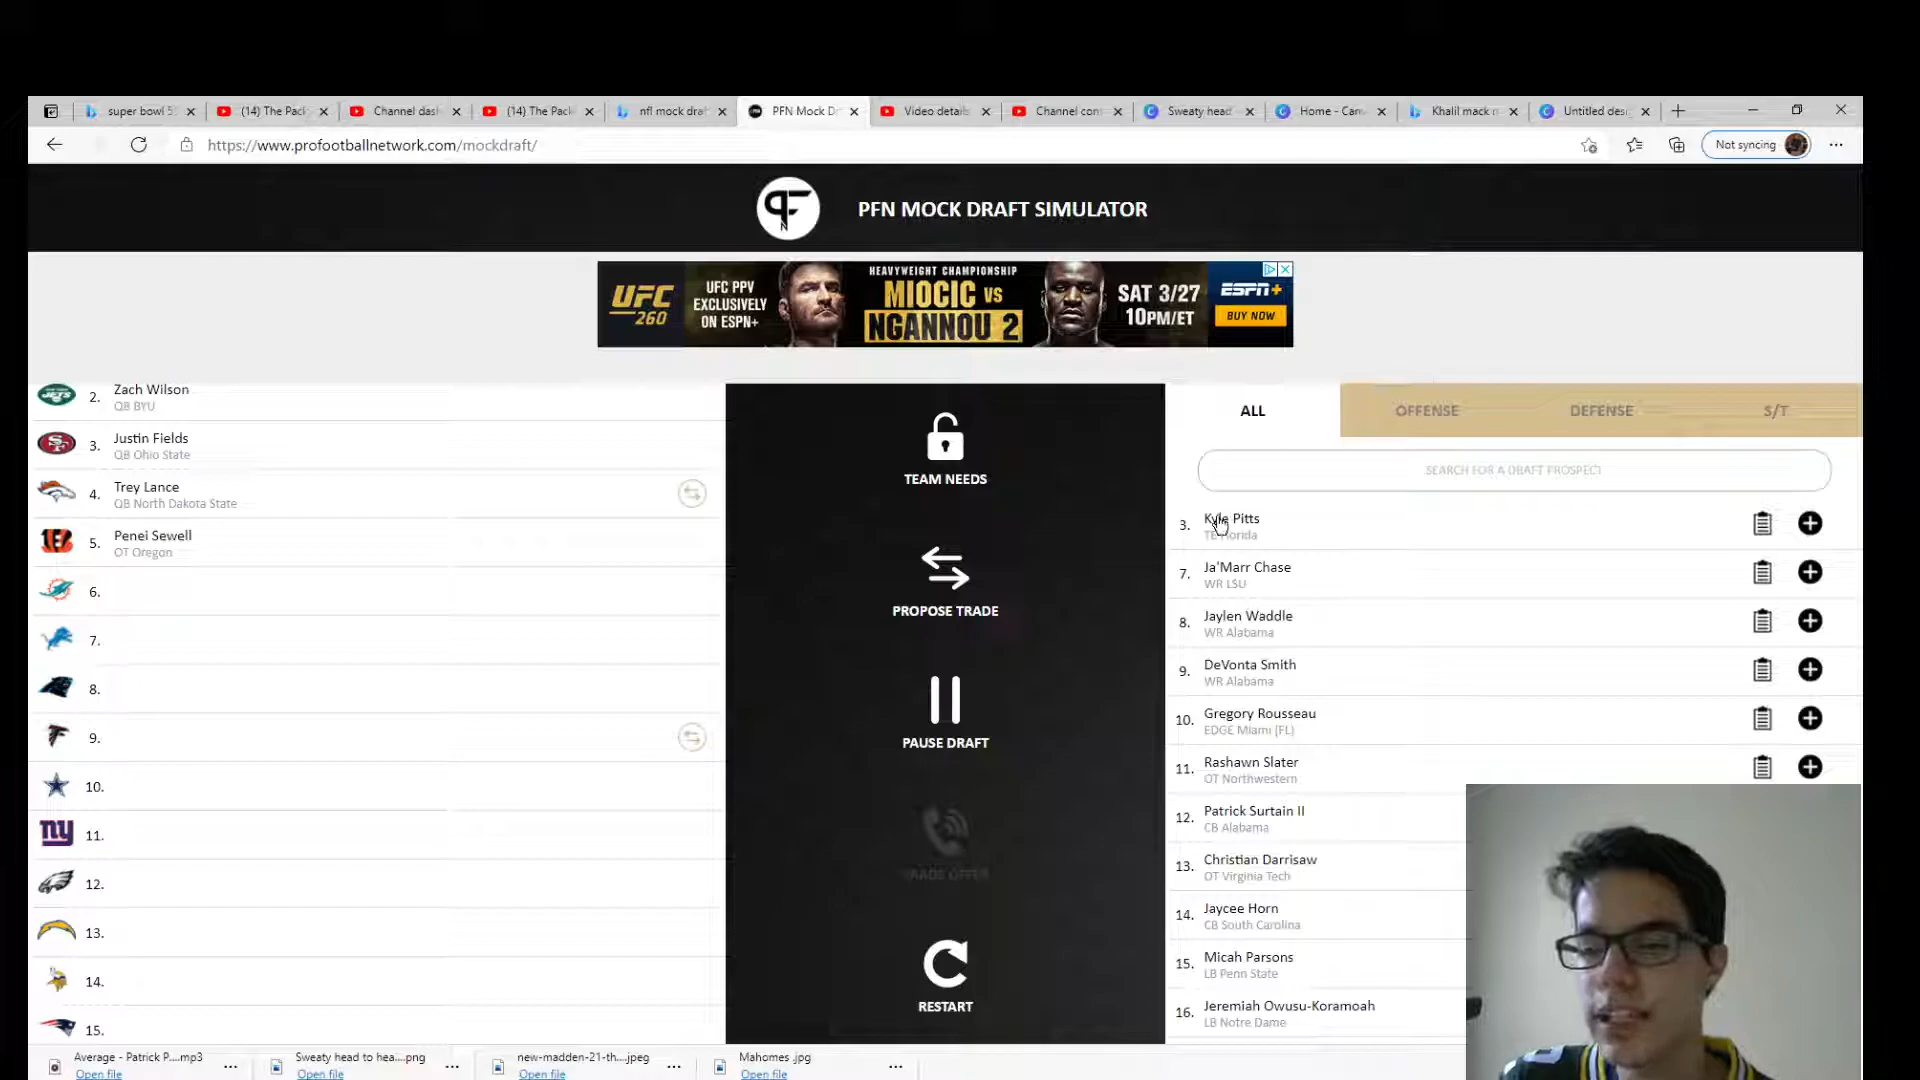 super bowl 5
(14) The Pack
Channel dash
(14) The Pack
nfl mock draf
PFN Mock Dr
Video details
Channel con
Sweaty head
Home - Can
Khalil mack n
Untitled desi
https://www.profootballnetwork.com/mockdraft/
Not syncing
PFN MOCK DRAFT SIMULATOR
UFC
260
UFC PPV
EXCLUSIVELY
ON ESPN+
HEAVYWEIGHT CHAMPIONSHIP
MIOCIC VS
NGANNOU 2
SAT 3/27
10PM/ET
ESPN+
BUY NOW
2. Zach Wilson
QB BYU
3. Justin Fields
QB Ohio State
4. Trey Lance
QB North Dakota State
5. Penei Sewell
OT Oregon
6.
7.
8.
9.
10.
11.
12.
13.
14.
15.
TEAM NEEDS
PROPOSE TRADE
PAUSE DRAFT
TRADE OFFER
RESTART
ALL
OFFENSE
DEFENSE
S/T
SEARCH FOR A DRAFT PROSPECT
3. Kyle Pitts
TE Florida
7. Ja'Marr Chase
WR LSU
8. Jaylen Waddle
WR Alabama
9. DeVonta Smith
WR Alabama
10. Gregory Rousseau
EDGE Miami (FL)
11. Rashawn Slater
OT Northwestern
12. Patrick Surtain II
CB Alabama
13. Christian Darrisaw
OT Virginia Tech
14. Jaycee Horn
CB South Carolina
15. Micah Parsons
LB Penn State
16. Jeremiah Owusu-Koramoah
LB Notre Dame
Average - Patrick P....mp3
Open file
Sweaty head to hea....png
Open file
new-madden-21-th....jpeg
Open file
Mahomes .jpg
Open file